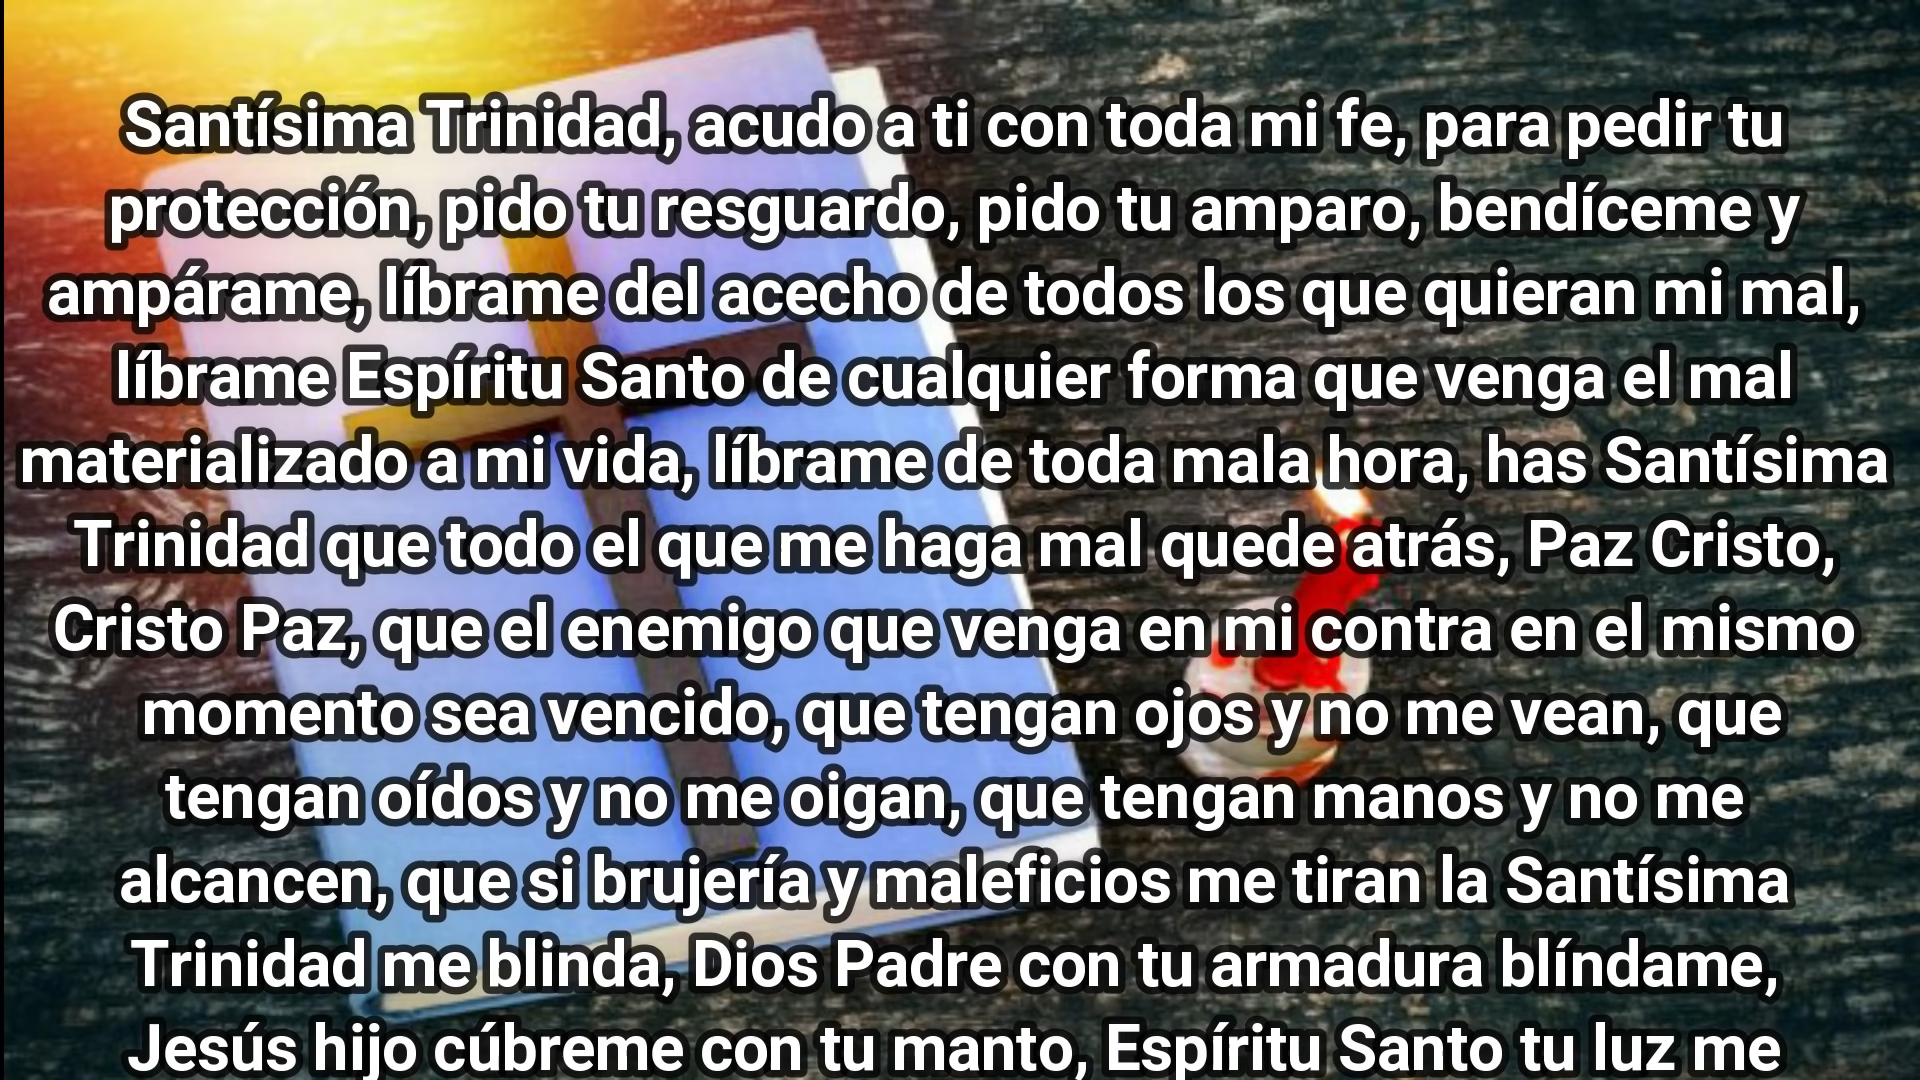 Santísima Trinidad, acudo a ti con toda mi fe, para pedir tu
protección, pido tu resguardo, pido tu amparo, bendíceme y
ampárame, líbrame del acecho de todos los que quieran mi mal,
líbrame Espíritu Santo de cualquier forma que venga el mal
materializado a mi vida, líbrame de toda mala hora, has Santísima
Trinidad que todo el que me haga mal quede atrás, Paz Cristo,
Cristo Paz, que el enemigo que venga en mi contra en el mismo
momento sea vencido, que tengan ojos y no me vean, que
tengan oídos y no me oigan, que tengan manos y no me
alcancen, que si brujería y maleficios me tiran la Santísima
Trinidad me blinda, Dios Padre con tu armadura blíndame,
Jesús hijo cúbreme con tu manto, Espíritu Santo tu luz me